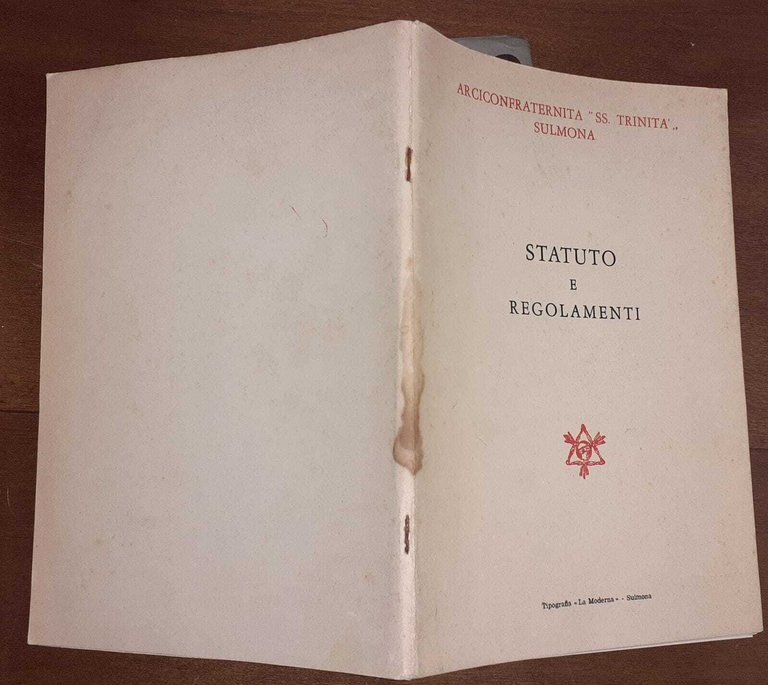 ARCICONFRATERNITA "SS. TRINITA'„
SULMONA
STATUTO
E
REGOLAMENTI
Tipografia «La Moderna» - Sulmona